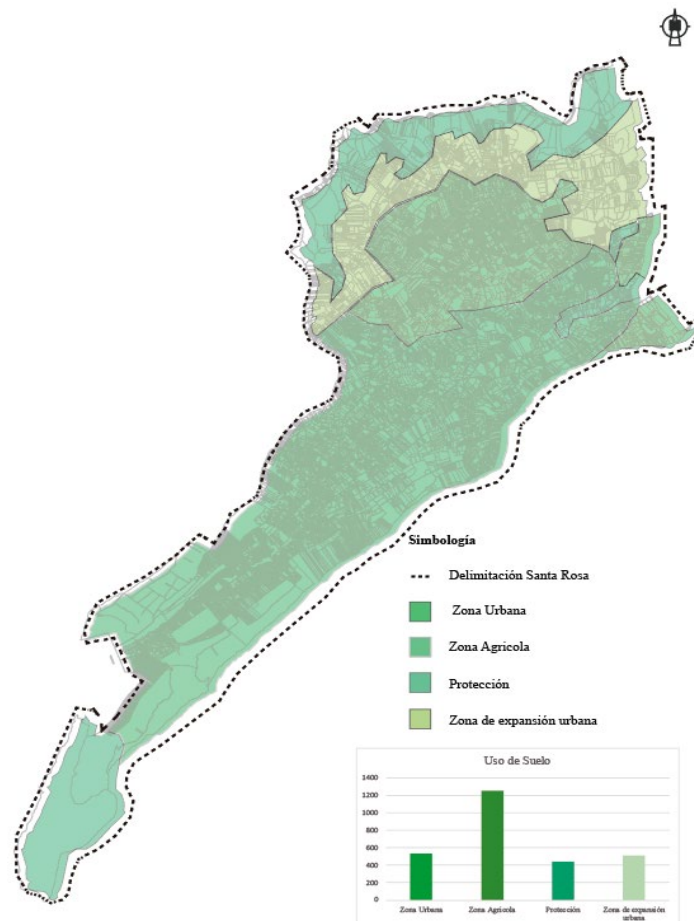 Simbología
Delimitación Santa Rosa
Zona Urbana
Zona Agricola
Protección
Zona de expansión urbana
Uso de Suelo
1400
1200
1000
800
600
400
200
0
Zona Urbana
Zona Agricola
Protección
Zona de expansión
urbana